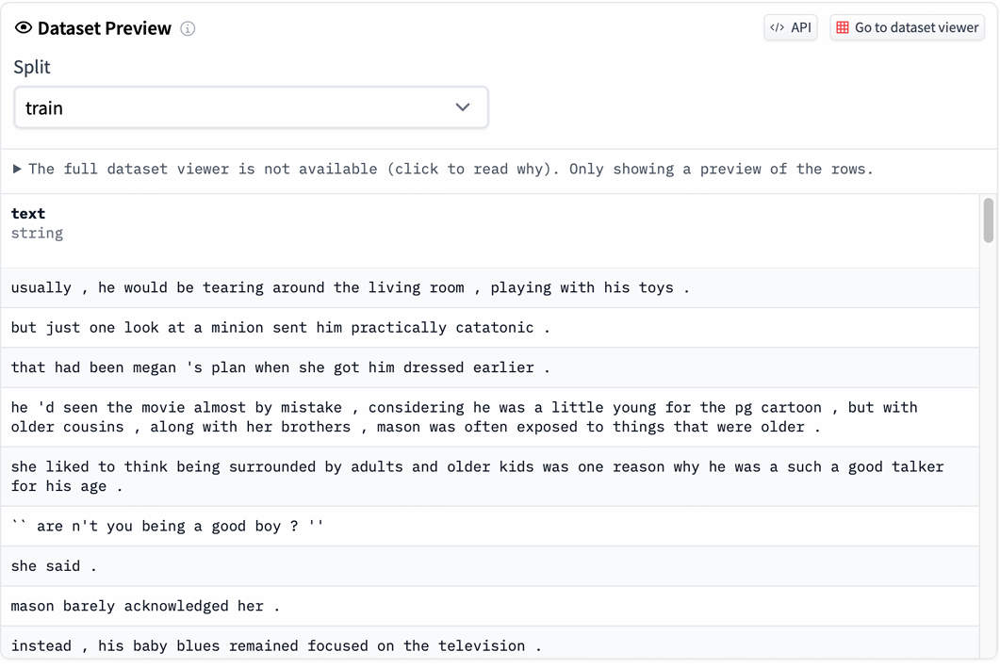 Dataset Preview
</> API
Go to dataset viewer
Split
train
The full dataset viewer is not available (click to read why). Only showing a preview of the rows.
text
string
usually , he would be tearing around the living room , playing with his toys .
but just one look at a minion sent him practically catatonic .
that had been megan 's plan when she got him dressed earlier .
he 'd seen the movie almost by mistake , considering he was a little young for the pg cartoon , but with
older cousins , along with her brothers , mason was often exposed to things that were older .
she liked to think being surrounded by adults and older kids was one reason why he was a such a good talker
for his age .
`` are n't you being a good boy ? ''
she said .
mason barely acknowledged her .
instead , his baby blues remained focused on the television .